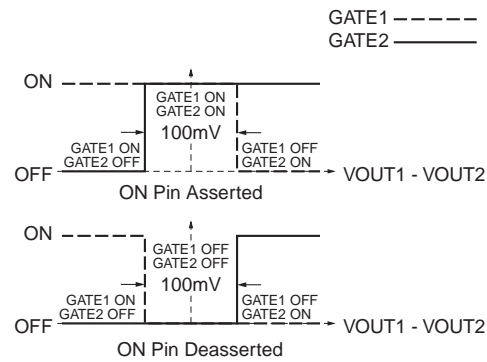 GATE1
GATE2
ON
GATE1 ON
GATE2 ON
100mV
GATE1 ON
GATE2 OFF
GATE1 OFF
GATE2 ON
OFF
VOUT1 - VOUT2
ON Pin Asserted
ON
GATE1 OFF
GATE2 OFF
100mV
GATE1 ON
GATE2 OFF
GATE1 OFF
GATE2 ON
OFF
VOUT1 - VOUT2
ON Pin Deasserted